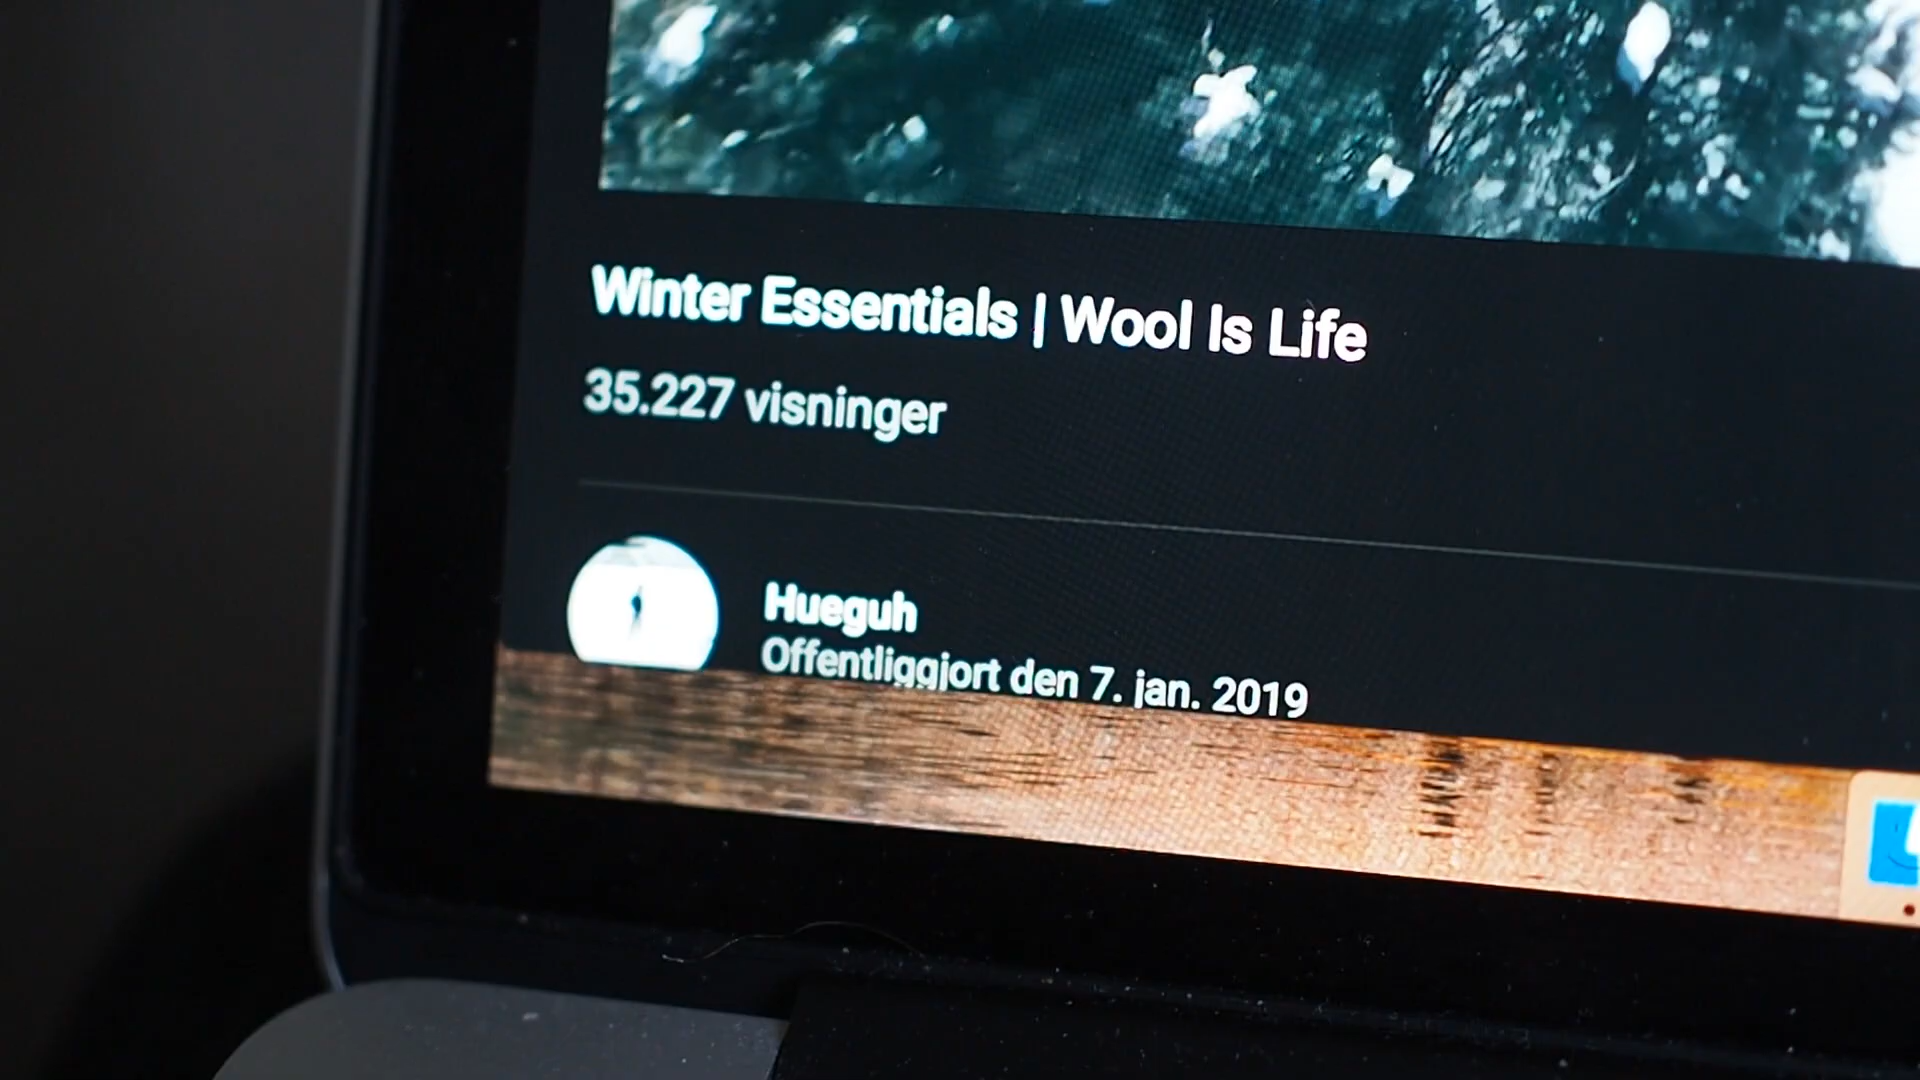 Winter Essentials | Wool Is Life
35.227 visninger
Hueguh
Offentliggjort den 7. jan. 2019